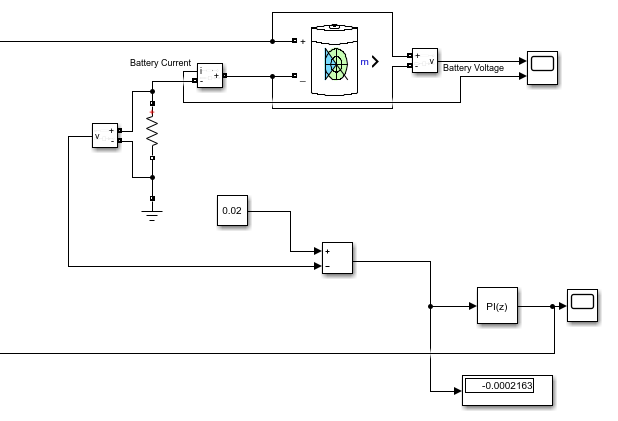 +
m
+
-
v
Battery Current
i
-
+
Battery Voltage
_
v
+
-
+
0.02
+
−
PI(z)
-0.0002163